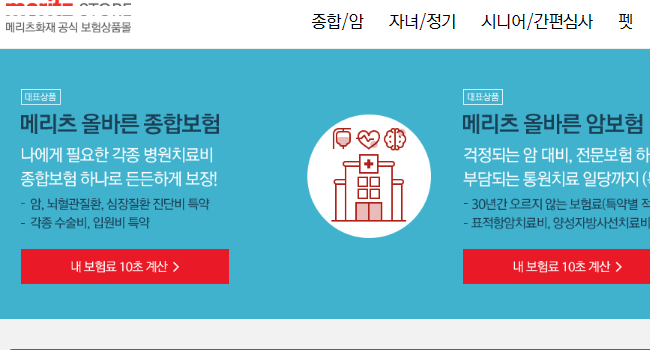 meritz STORE
메리츠화재 공식 보험상품몰
종합/암 자녀/정기 시니어/간편심사 펫
대표상품
메리츠 올바른 종합보험
나에게 필요한 각종 병원치료비
종합보험 하나로 든든하게 보장!
- 암, 뇌혈관질환, 심장질환 진단비 특약
- 각종 수술비, 입원비 특약
내 보험료 10초 계산
대표상품
메리츠 올바른 암보험
걱정되는 암 대비, 전문보험
부담되는 통원치료 일당까지
- 30년간 오르지 않는 보험료(특약별
- 표적항암치료비, 양성자방사선치료비
내 보험료 10초 계산